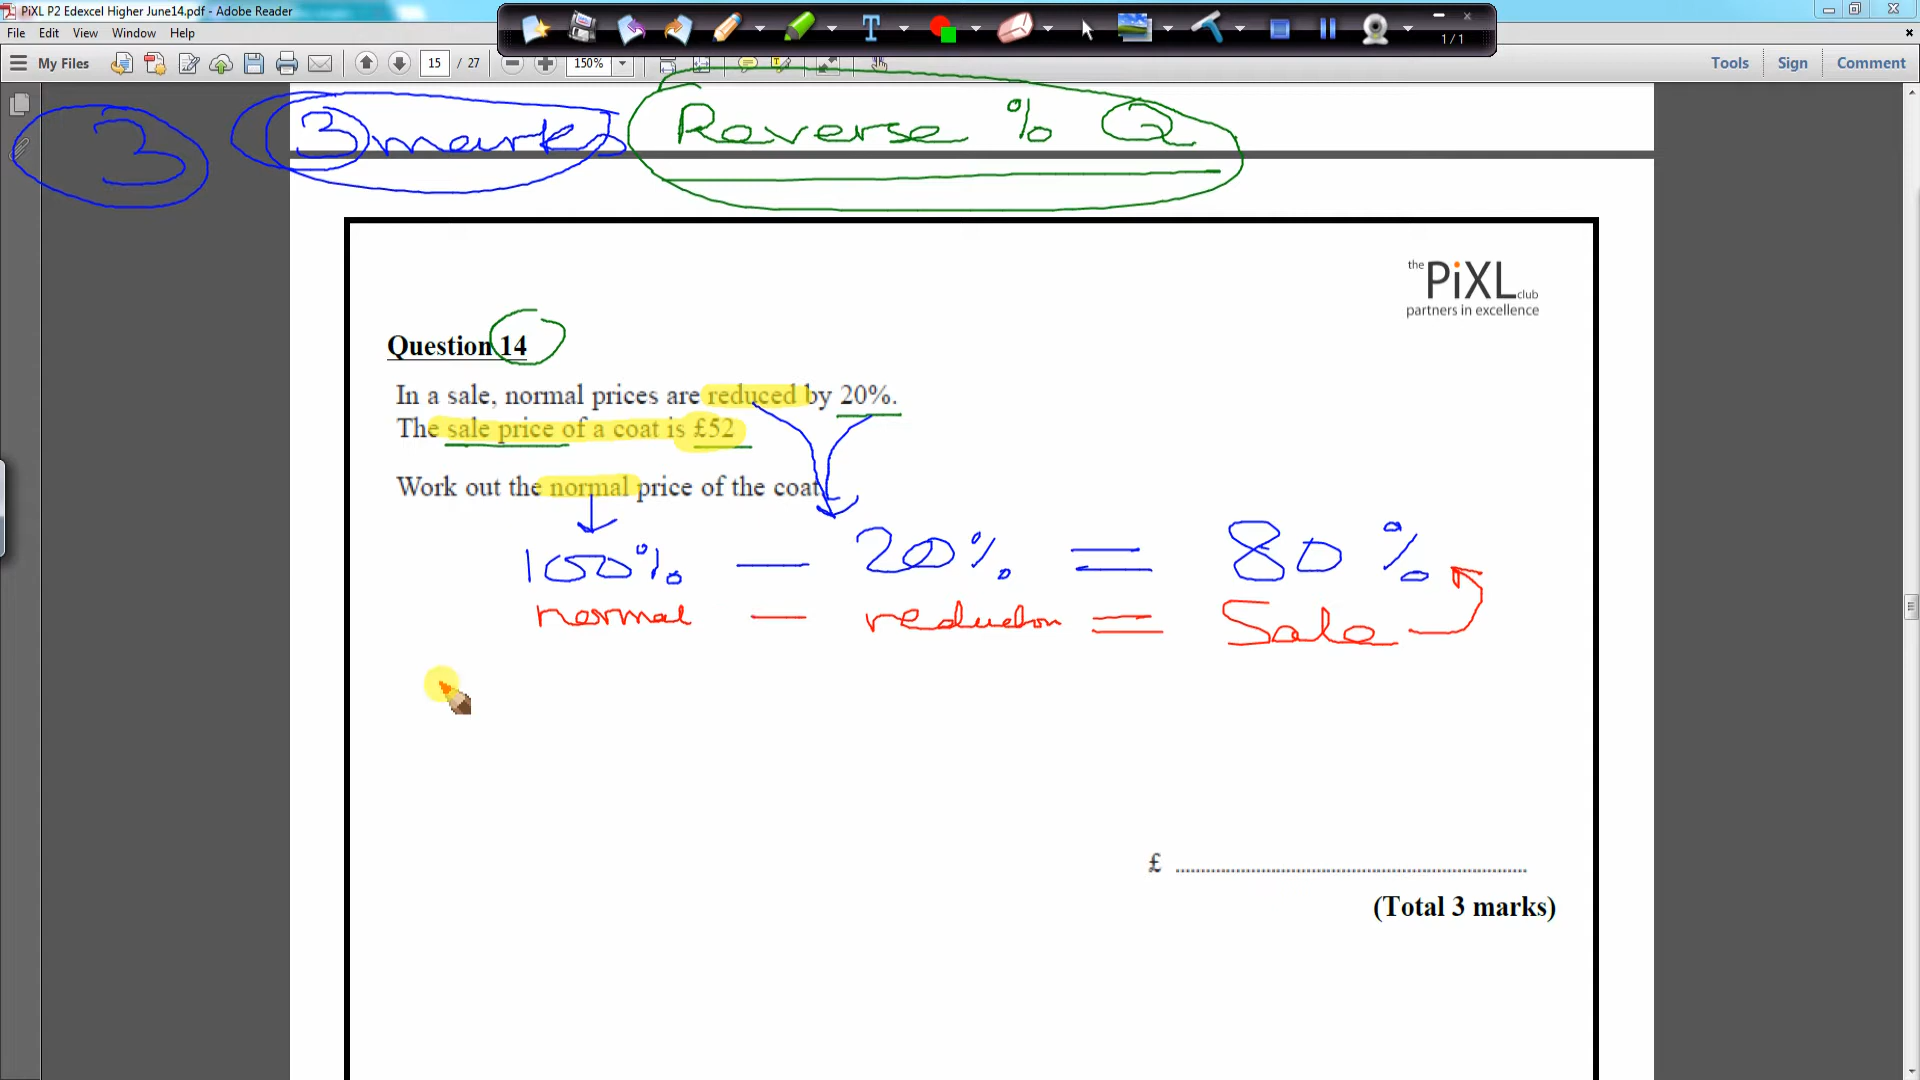 PiXL P2 Edexcel Higher June14.pdf - Adobe Reader
File Edit View Window Help
1/1
My Files 15 / 27 150% Tools Sign Comment
3 3 marks Reverse % Q
the
PiXL club
partners in excellence
Question 14
In a sale, normal prices are reduced by 20%.
The sale price of a coat is £52
Work out the normal price of the coat.
100% — 20% = 80%
normal — reduction = Sale
£ ........................................
(Total 3 marks)